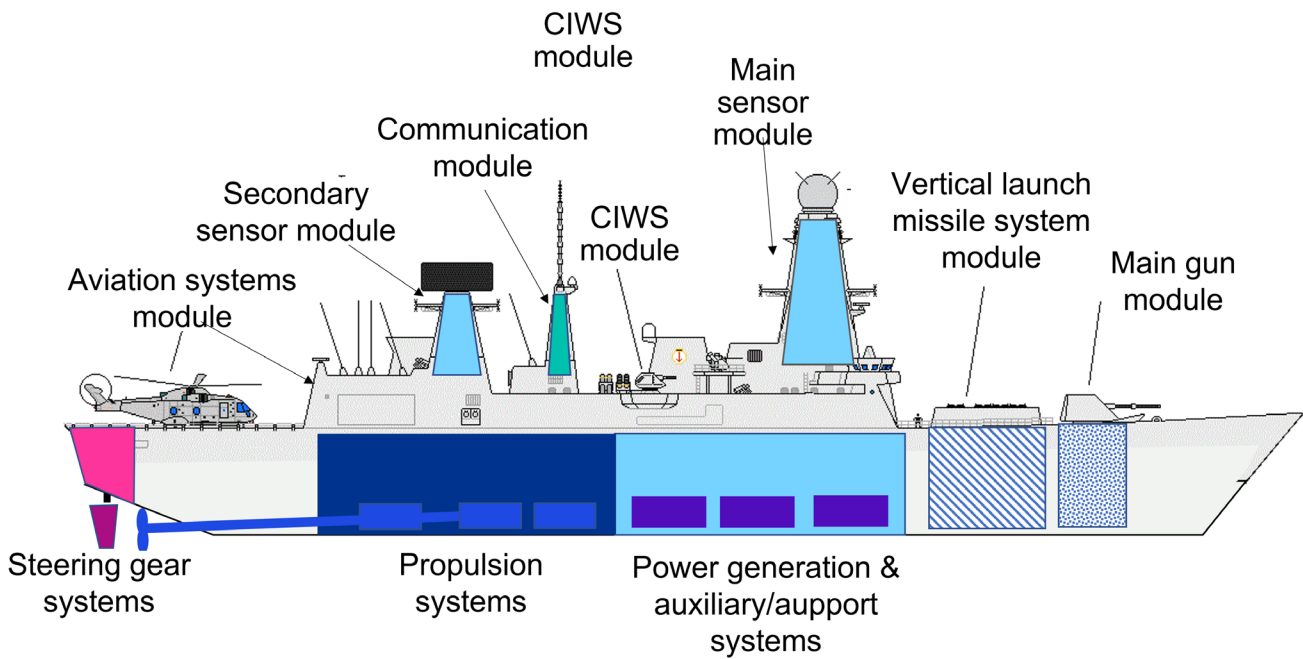 CIWS
module
Main
sensor
module
Communication
module
Vertical launch
missile system
module
Secondary
sensor module
CIWS
module
Main gun
module
Aviation systems
module
Steering gear
systems
Propulsion
systems
Power generation &
auxiliary/aupport
systems